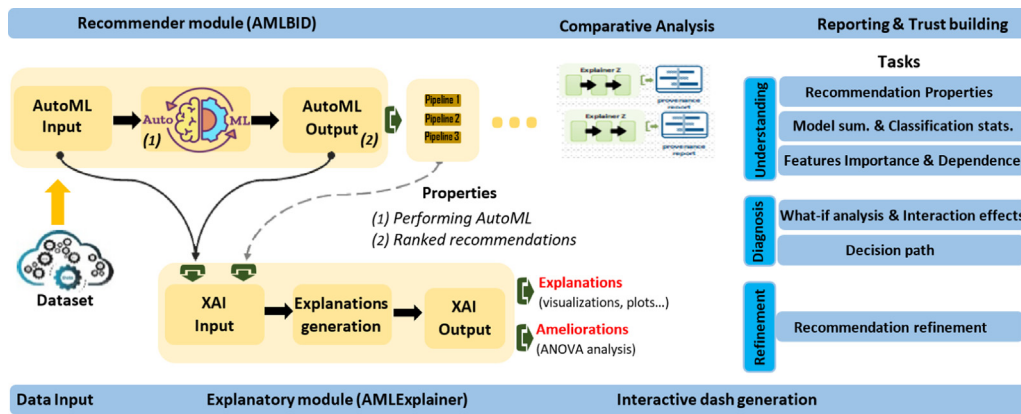 Recommender module (AMLBID)
Comparative Analysis
Reporting & Trust building
AutoML
Input
Auto
ML
(1)
AutoML
Output
(2)
Pipeline 1
Pipeline 2
Pipeline 3
Explainer Z
provenance
report
Explainer Z
provenance
report
Tasks
Understanding
Recommendation Properties
Model sum. & Classification stats.
Features Importance & Dependence
Properties
(1) Performing AutoML
(2) Ranked recommendations
Diagnosis
What-if analysis & Interaction effects
Decision path
Dataset
XAI
Input
Explanations
generation
XAI
Output
Explanations
(visualizations, plots...)
Ameliorations
(ANOVA analysis)
Refinement
Recommendation refinement
Data Input
Explanatory module (AMLExplainer)
Interactive dash generation